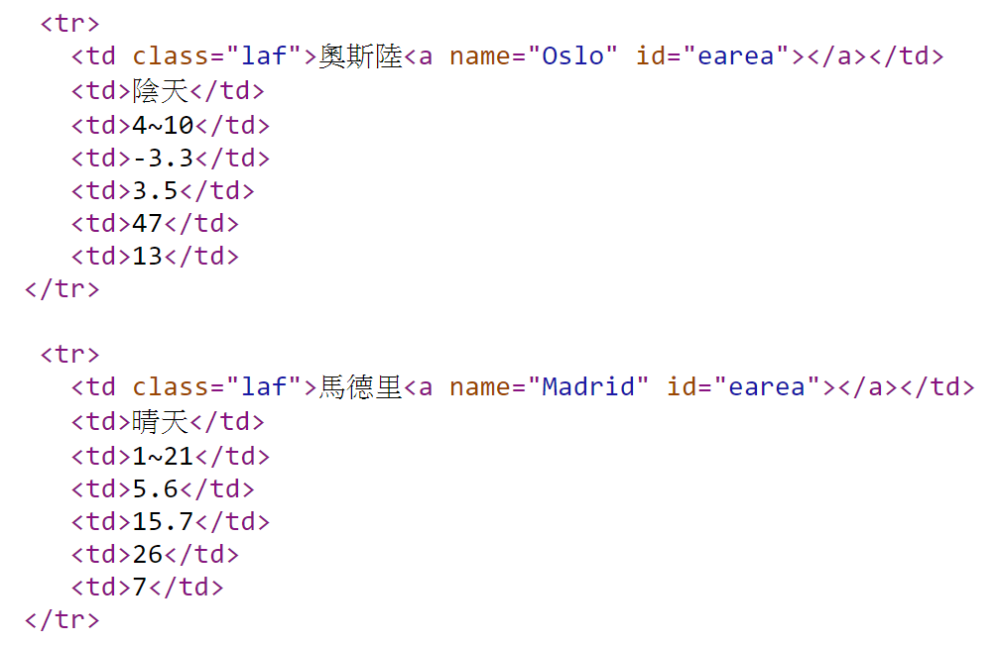 <tr>
<td class="laf">奧斯陸<a name="Oslo" id="earea"></a></td>
<td>陰天</td>
<td>4~10</td>
<td>-3.3</td>
<td>3.5</td>
<td>47</td>
<td>13</td>
</tr>
<tr>
<td class="laf">馬德里<a name="Madrid" id="earea"></a></td>
<td>晴天</td>
<td>1~21</td>
<td>5.6</td>
<td>15.7</td>
<td>26</td>
<td>7</td>
</tr>